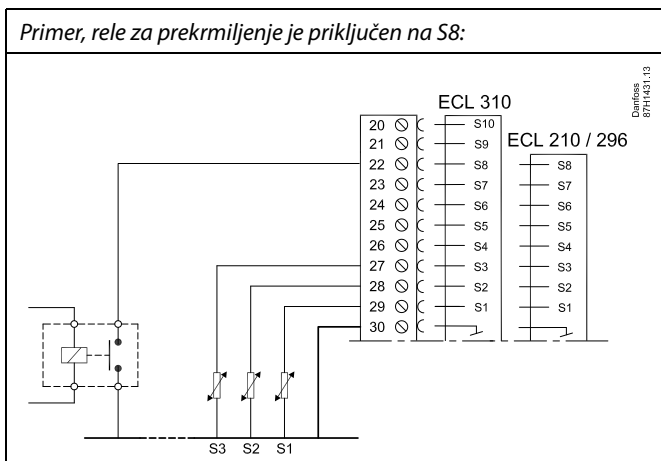 Primer, rele za prekrmiljenje je priključen na S8:
Danfoss
87H1431.13
ECL 310
ECL 210 / 296
20 S10
21 S9
22 S8 S8
23 S7 S7
24 S6 S6
25 S5 S5
26 S4 S4
27 S3 S3
28 S2 S2
29 S1 S1
30
S3 S2 S1